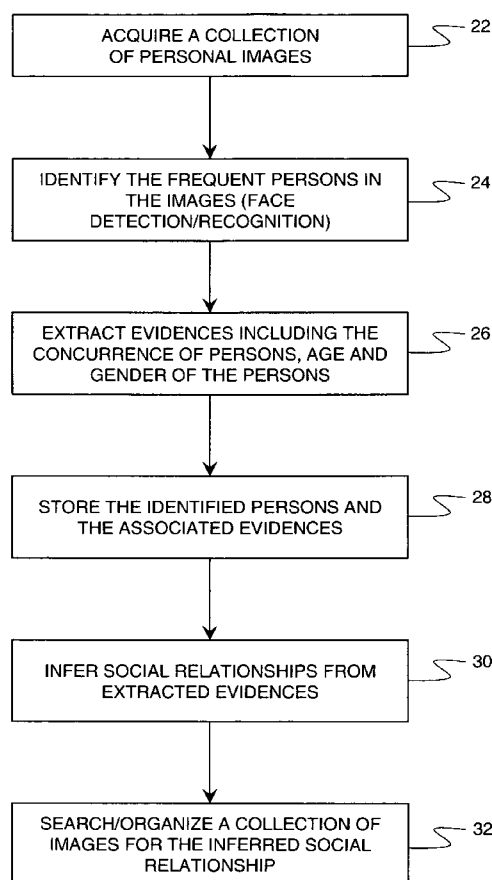 ACQUIRE A COLLECTION
OF PERSONAL IMAGES
22
IDENTIFY THE FREQUENT PERSONS IN
THE IMAGES (FACE
DETECTION/RECOGNITION)
24
EXTRACT EVIDENCES INCLUDING THE
CONCURRENCE OF PERSONS, AGE AND
GENDER OF THE PERSONS
26
STORE THE IDENTIFIED PERSONS AND
THE ASSOCIATED EVIDENCES
28
INFER SOCIAL RELATIONSHIPS FROM
EXTRACTED EVIDENCES
30
SEARCH/ORGANIZE A COLLECTION OF
IMAGES FOR THE INFERRED SOCIAL
RELATIONSHIP
32